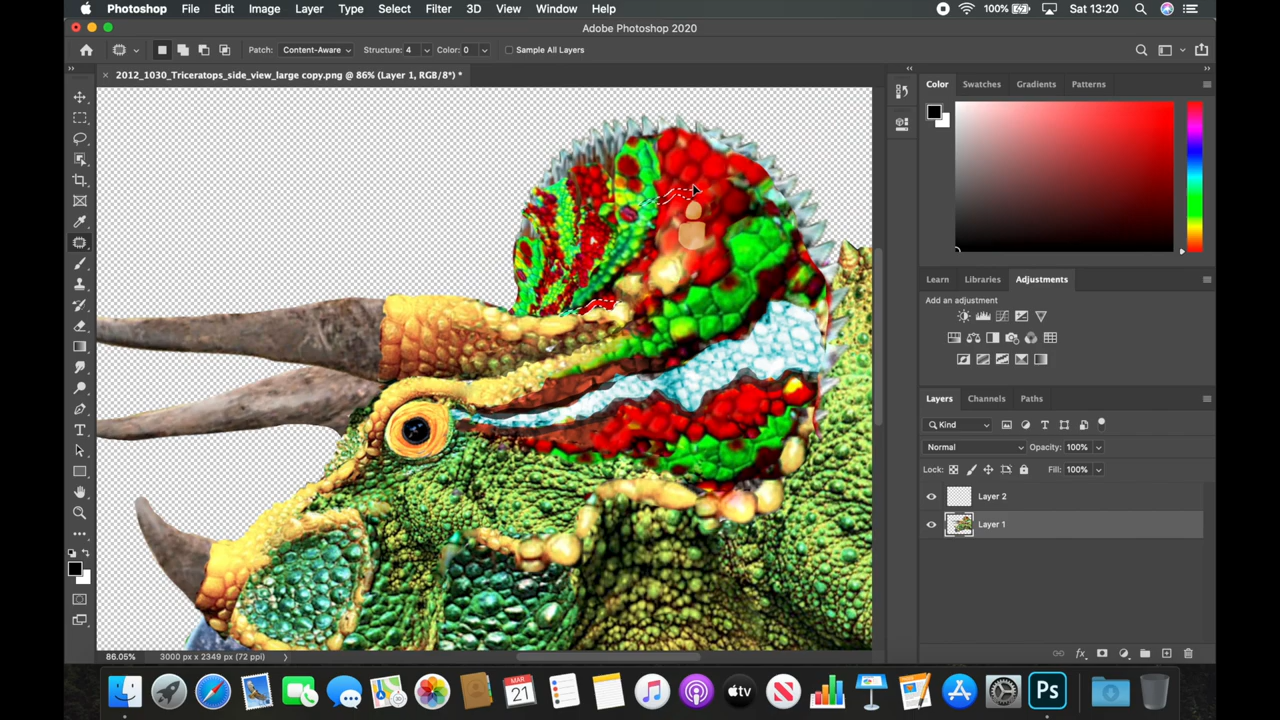 Photoshop File Edit Image Layer Type Select Filter 3D View Window Help 100% Sat 13:20
Adobe Photoshop 2020
Patch: Content-Aware Structure: 4 Color: 0 Sample All Layers
2012_1030_Triceratops_side_view_large copy.png @ 86% (Layer 1, RGB/8*) *
Color Swatches Gradients Patterns
Learn Libraries Adjustments
Add an adjustment
Layers Channels Paths
Kind
Normal Opacity: 100%
Lock: Fill: 100%
Layer 2
Layer 1
86.05% 3000 px x 2349 px (72 ppi)
MAR
21
Ps